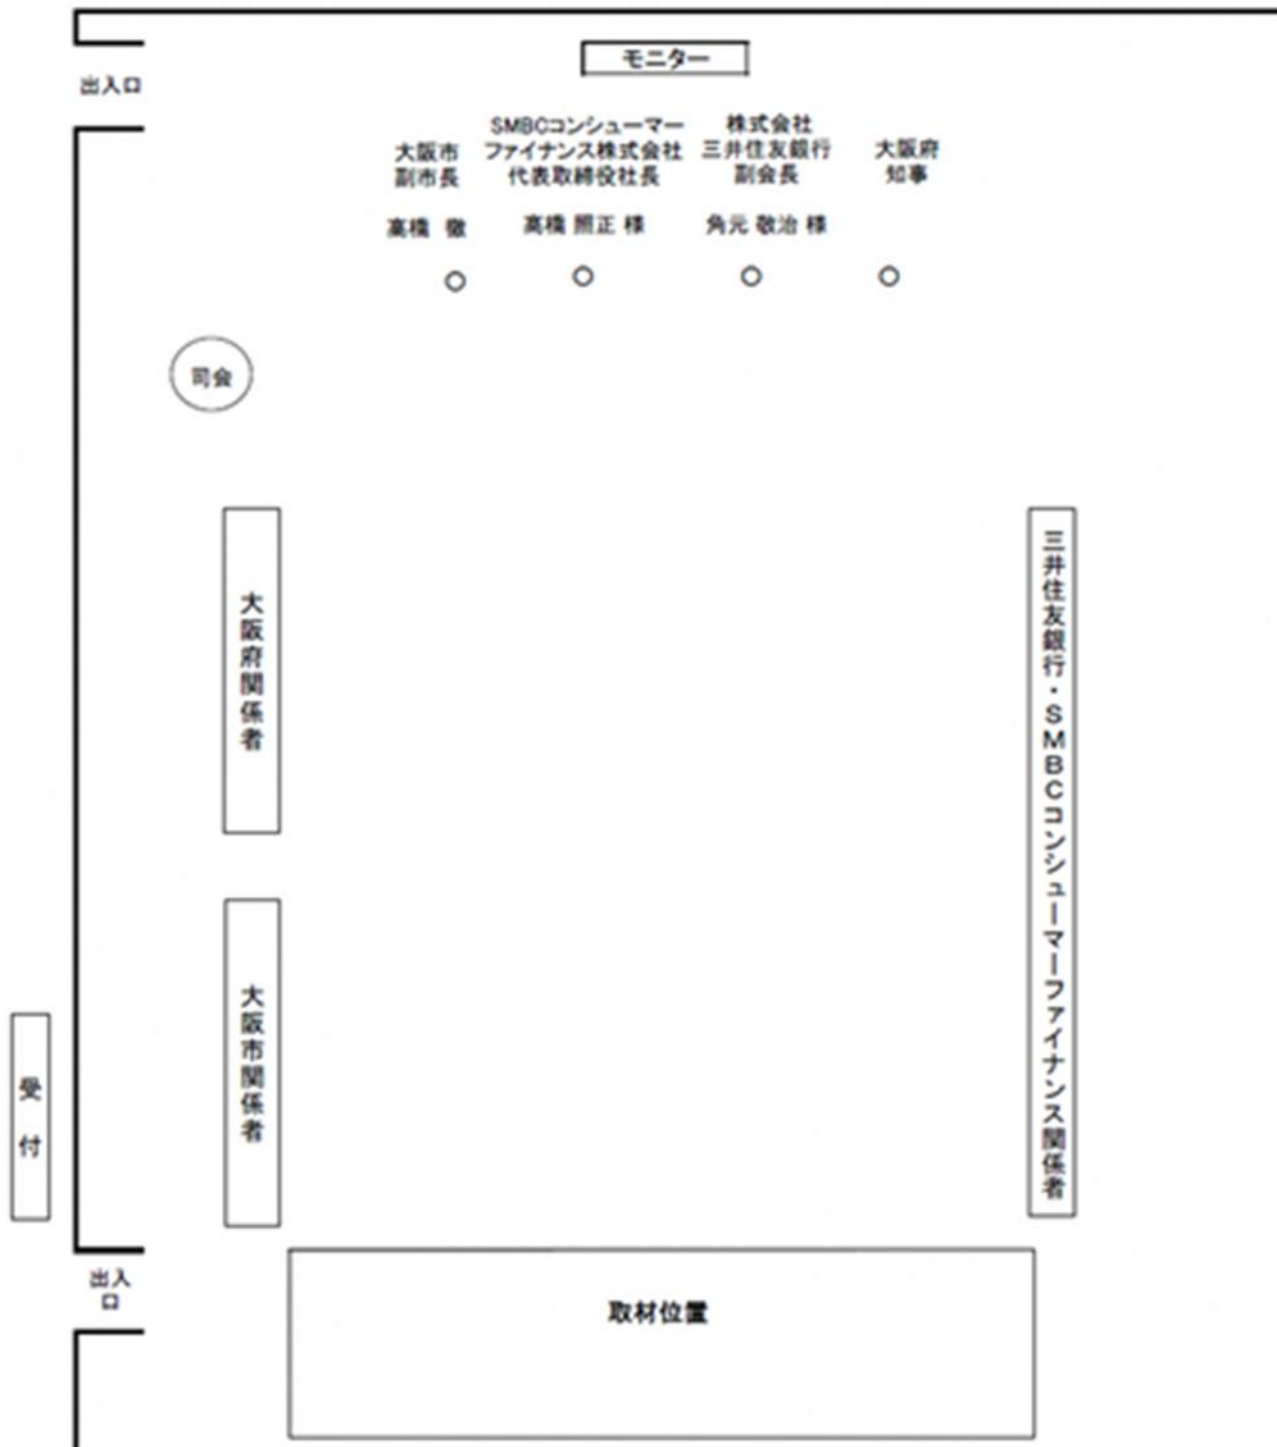 出入口
モニター
大阪市
副市長
高橋 徹
SMBCコンシューマー
ファイナンス株式会社
代表取締役社長
高橋 照正 様
株式会社
三井住友銀行
副会長
角元 敬治 様
大阪府
知事
司会
大阪府関係者
三井住友銀行・SMBCコンシューマーファイナンス関係者
大阪市関係者
受付
出入
口
取材位置